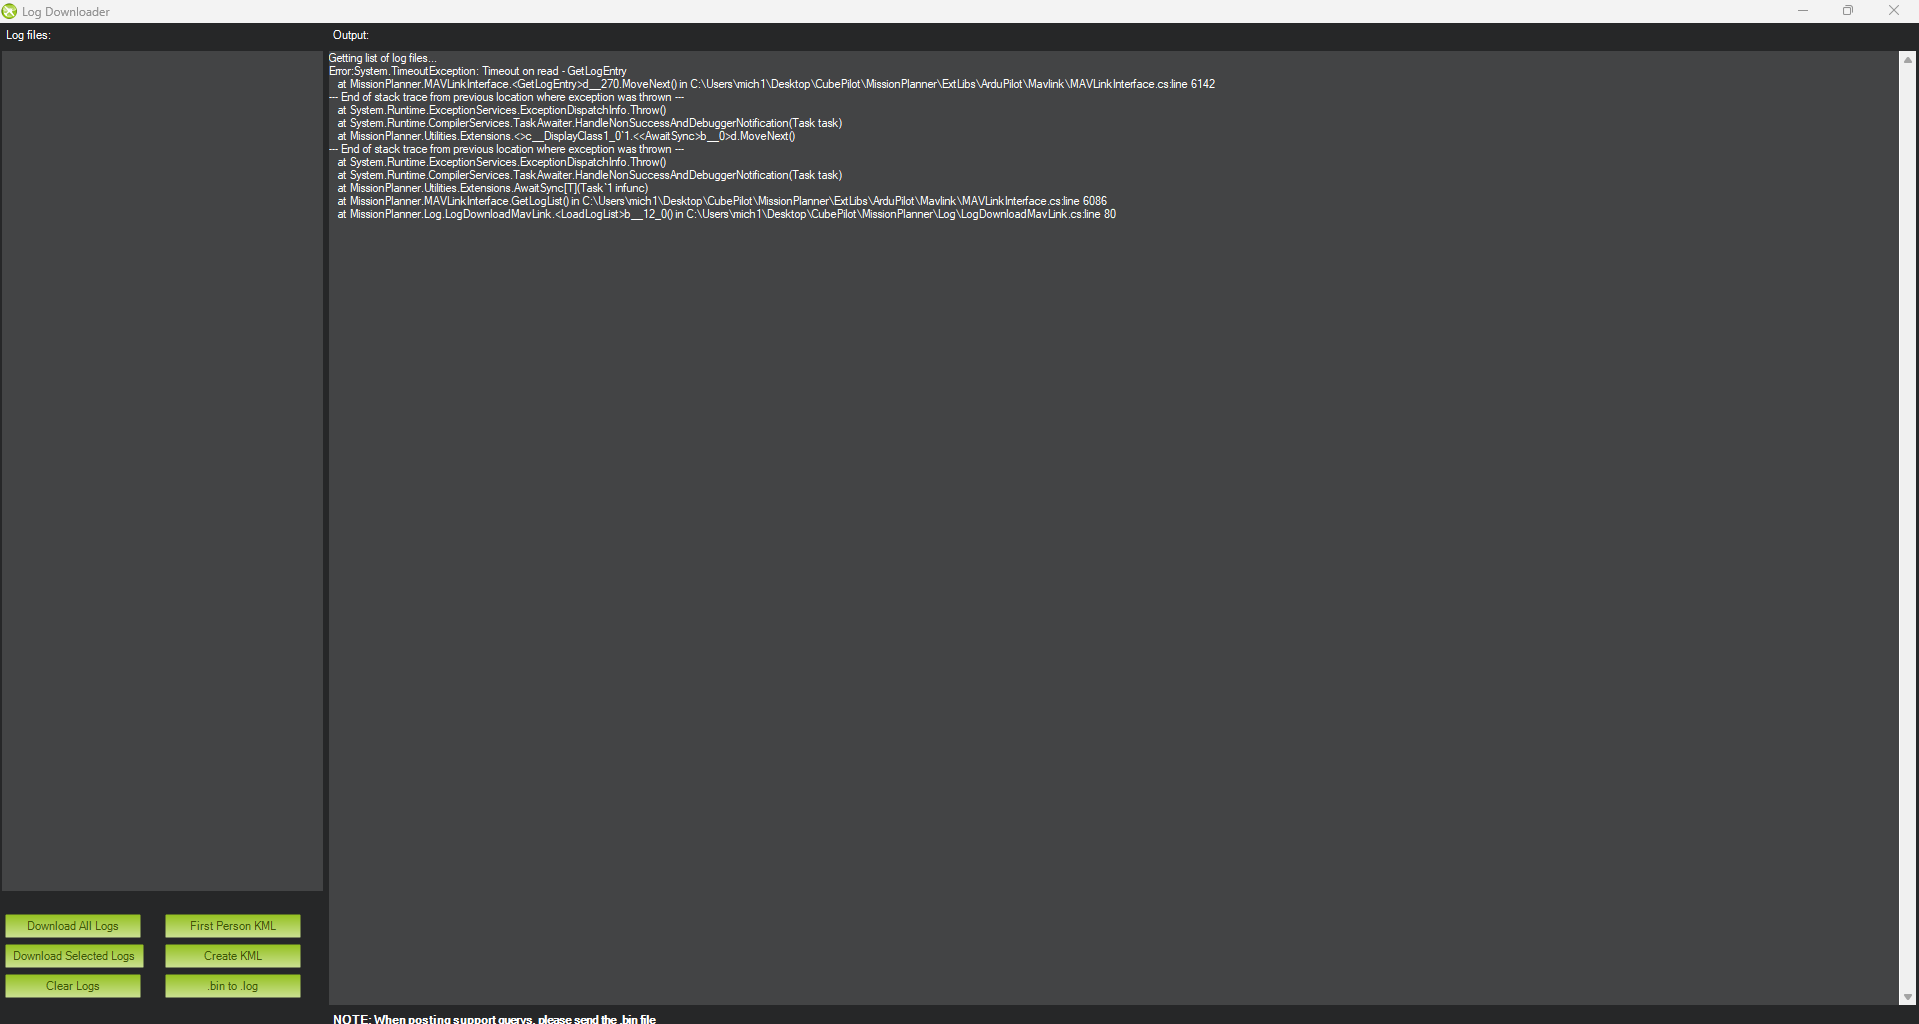 Log Downloader
Log files:
Output:
Getting list of log files...
Error:System.TimeoutException: Timeout on read - GetLogEntry
at MissionPlanner.MAVLinkInterface.<GetLogEntry>d__270.MoveNext() in C:\Users\mich1\Desktop\CubePilot\MissionPlanner\ExtLibs\ArduPilot\Mavlink\MAVLinkInterface.cs:line 6142
--- End of stack trace from previous location where exception was thrown ---
at System.Runtime.ExceptionServices.ExceptionDispatchInfo.Throw()
at System.Runtime.CompilerServices.TaskAwaiter.HandleNonSuccessAndDebuggerNotification(Task task)
at MissionPlanner.Utilities.Extensions.<>c__DisplayClass1_0`1.<<AwaitSync>b__0>d.MoveNext()
--- End of stack trace from previous location where exception was thrown ---
at System.Runtime.ExceptionServices.ExceptionDispatchInfo.Throw()
at System.Runtime.CompilerServices.TaskAwaiter.HandleNonSuccessAndDebuggerNotification(Task task)
at MissionPlanner.Utilities.Extensions.AwaitSync[T](Task`1 infunc)
at MissionPlanner.MAVLinkInterface.GetLogList() in C:\Users\mich1\Desktop\CubePilot\MissionPlanner\ExtLibs\ArduPilot\Mavlink\MAVLinkInterface.cs:line 6086
at MissionPlanner.Log.LogDownloadMavLink.<LoadLogList>b__12_0() in C:\Users\mich1\Desktop\CubePilot\MissionPlanner\Log\LogDownloadMavLink.cs:line 80
Download All Logs
First Person KML
Download Selected Logs
Create KML
Clear Logs
.bin to .log
NOTE: When posting support querys, please send the .bin file